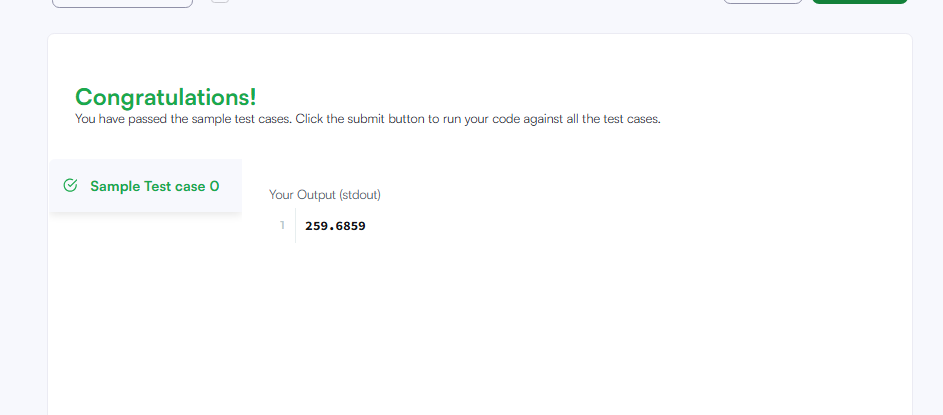 Congratulations!
You have passed the sample test cases. Click the submit button to run your code against all the test cases.
Sample Test case 0
Your Output (stdout)
1
259.6859